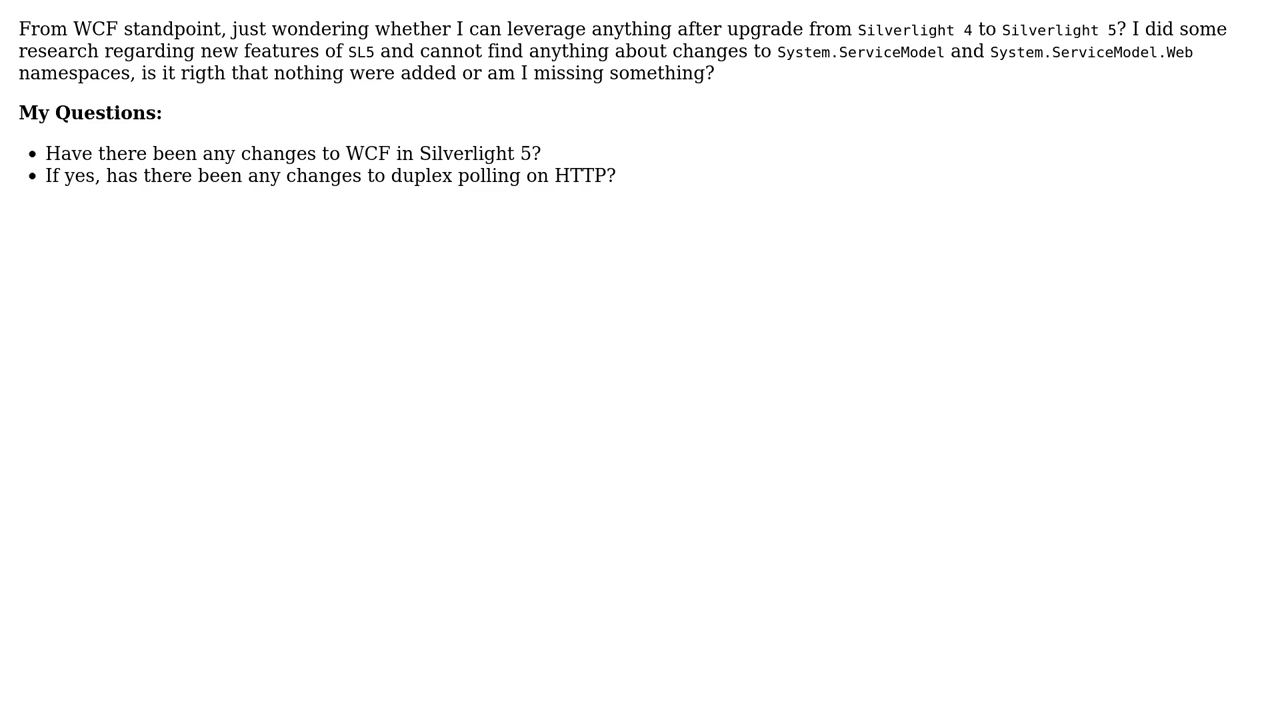 From WCF standpoint, just wondering whether I can leverage anything after upgrade from Silverlight 4 to Silverlight 5? I did some
research regarding new features of SL5 and cannot find anything about changes to System.ServiceModel and System.ServiceModel.Web
namespaces, is it rigth that nothing were added or am I missing something?
My Questions:
• Have there been any changes to WCF in Silverlight 5?
• If yes, has there been any changes to duplex polling on HTTP?